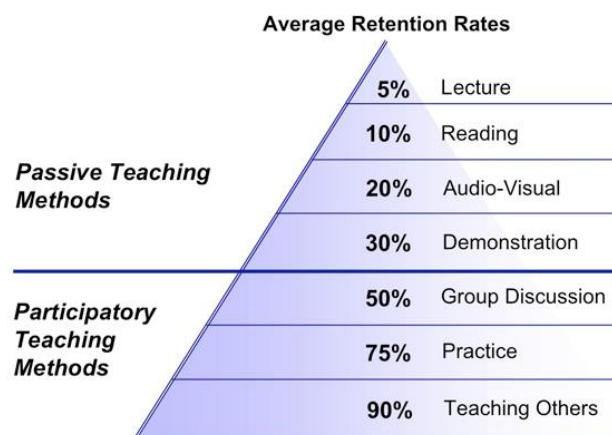 Average Retention Rates
5% Lecture
10% Reading
20% Audio-Visual
30% Demonstration
Passive Teaching
Methods
50% Group Discussion
75% Practice
90% Teaching Others
Participatory
Teaching
Methods